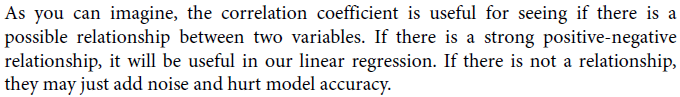 As you can imagine, the correlation coefficient is useful for seeing if there is a
possible relationship between two variables. If there is a strong positive-negative
relationship, it will be useful in our linear regression. If there is not a relationship,
they may just add noise and hurt model accuracy.